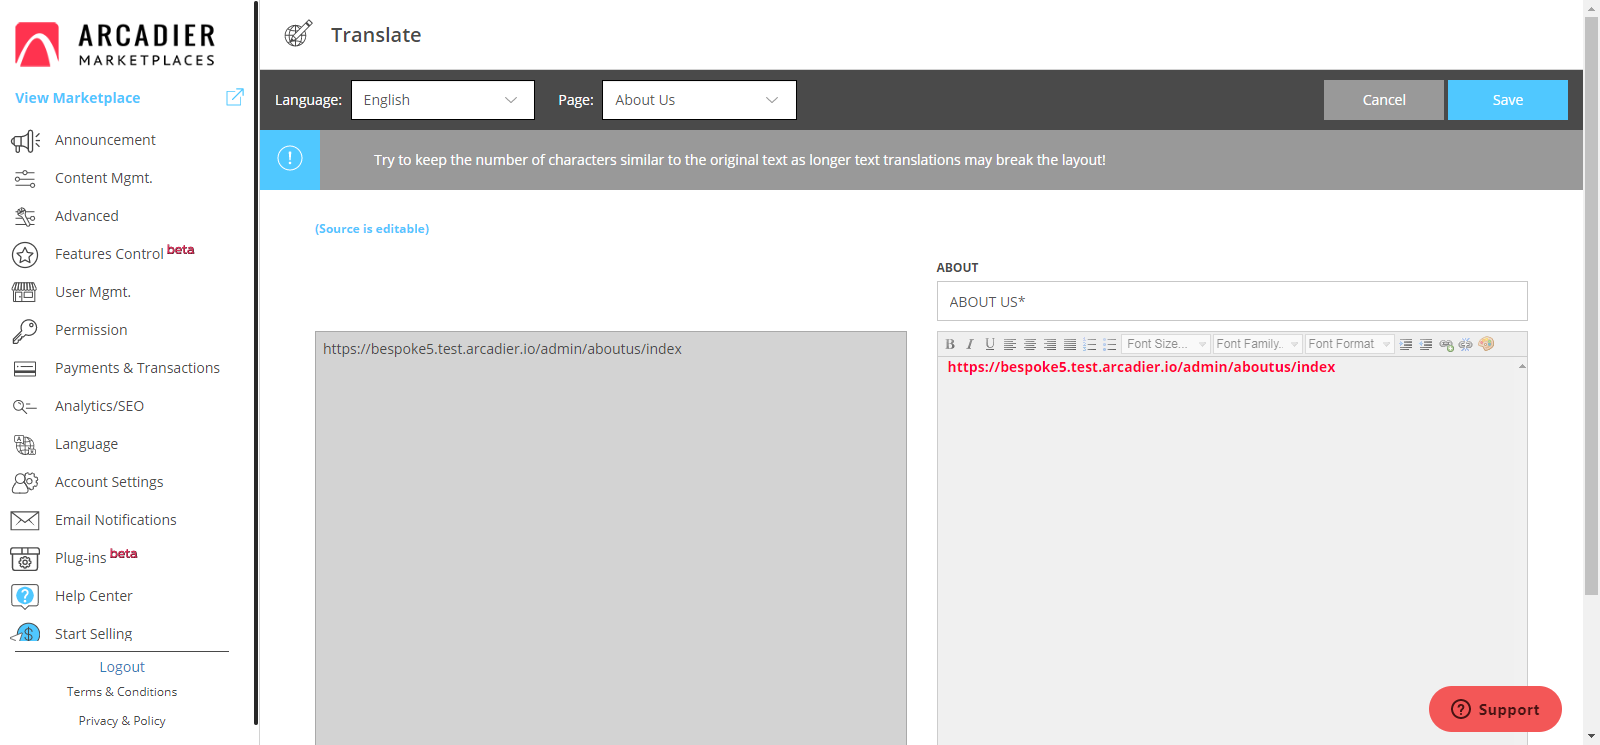 ARCADIER
MARKETPLACES
View Marketplace
Announcement
Content Mgmt.
Advanced
Features Control beta
User Mgmt.
Permission
Payments & Transactions
Analytics/SEO
Language
Account Settings
Email Notifications
Plug-ins beta
Help Center
Start Selling
Logout
Terms & Conditions
Privacy & Policy
Translate
Language: English Page: About Us Cancel Save
Try to keep the number of characters similar to the original text as longer text translations may break the layout!
(Source is editable)
ABOUT
ABOUT US*
https://bespoke5.test.arcadier.io/admin/aboutus/index
B I U Font Size... Font Family. Font Format
https://bespoke5.test.arcadier.io/admin/aboutus/index
Support